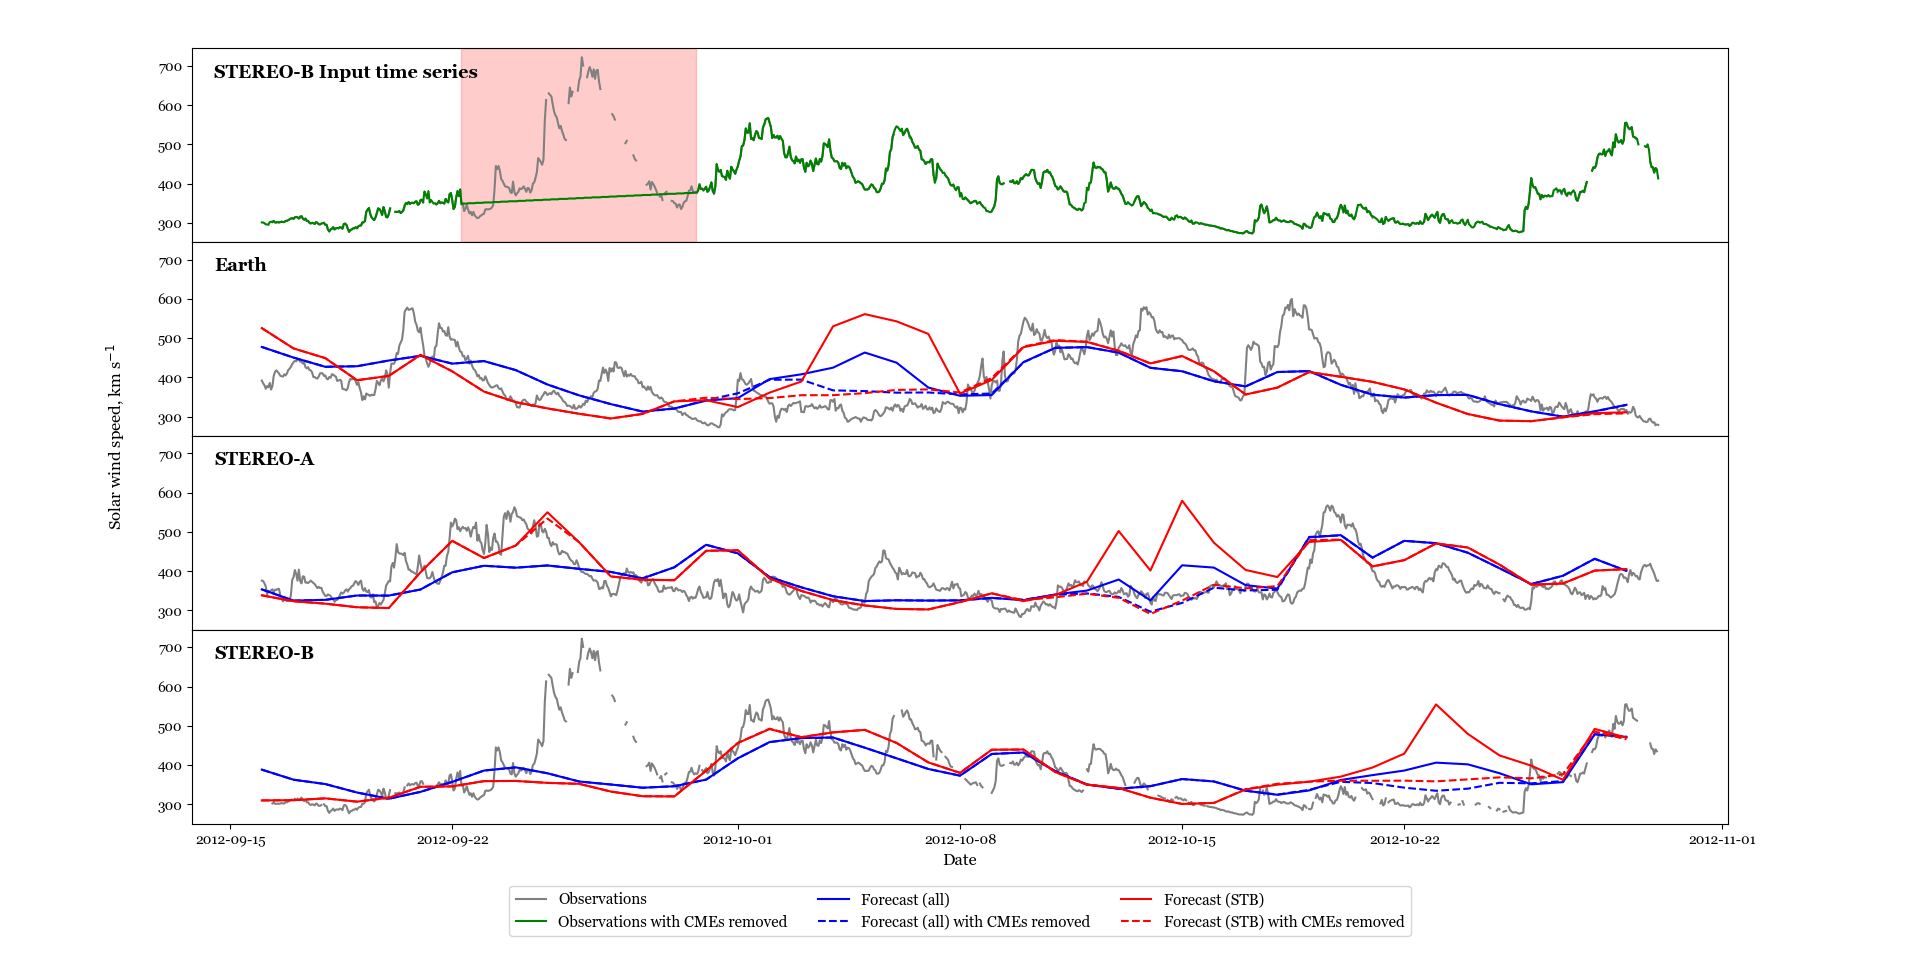 STEREO-B Input time series
700
600
500
400
300
Earth
700
600
500
400
300
STEREO-A
700
600
500
400
300
STEREO-B
700
600
500
400
300
Solar wind speed, km s⁻¹
2012-09-15 2012-09-22 2012-10-01 2012-10-08 2012-10-15 2012-10-22 2012-11-01
Date
Observations Forecast (all) Forecast (STB)
Observations with CMEs removed Forecast (all) with CMEs removed Forecast (STB) with CMEs removed